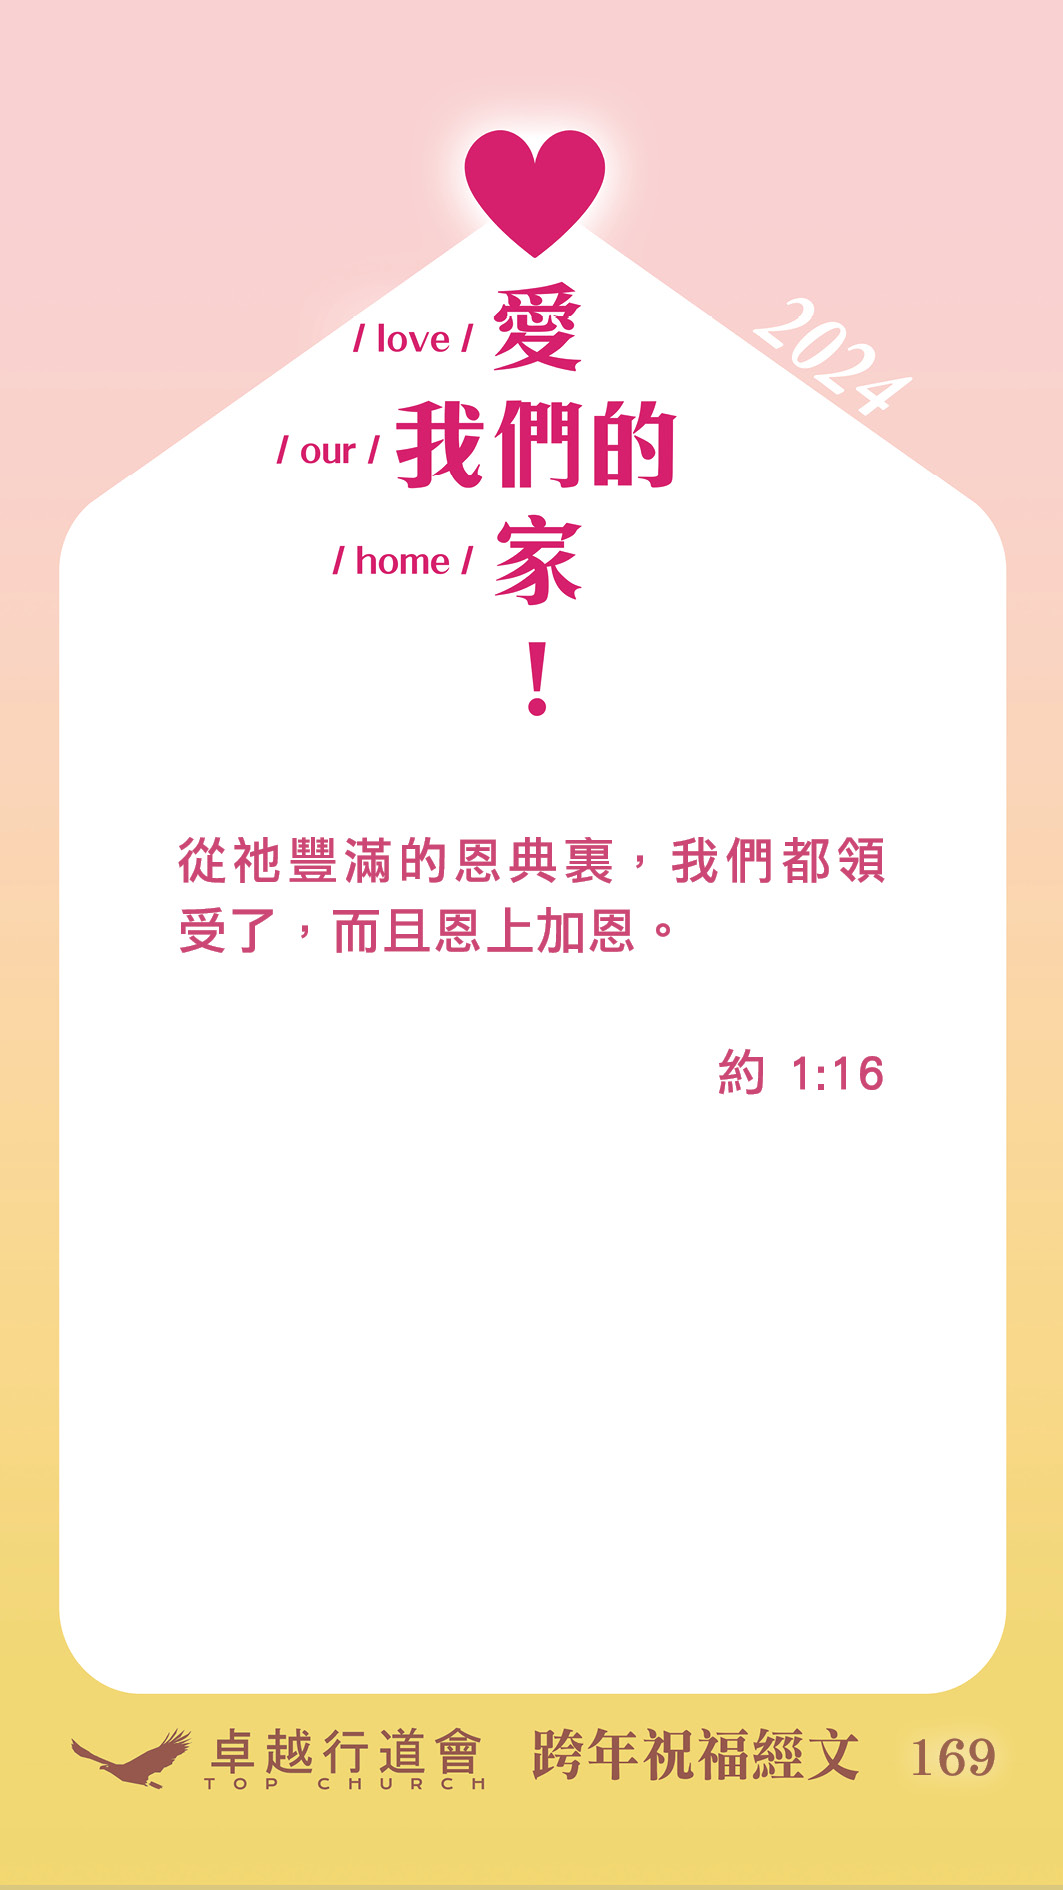 / love / 愛
2024
/ our / 我們的
/ home / 家
!
從祂豐滿的恩典裏，我們都領
受了，而且恩上加恩。
約 1:16
卓越行道會 跨年祝福經文 169
TOP CHURCH